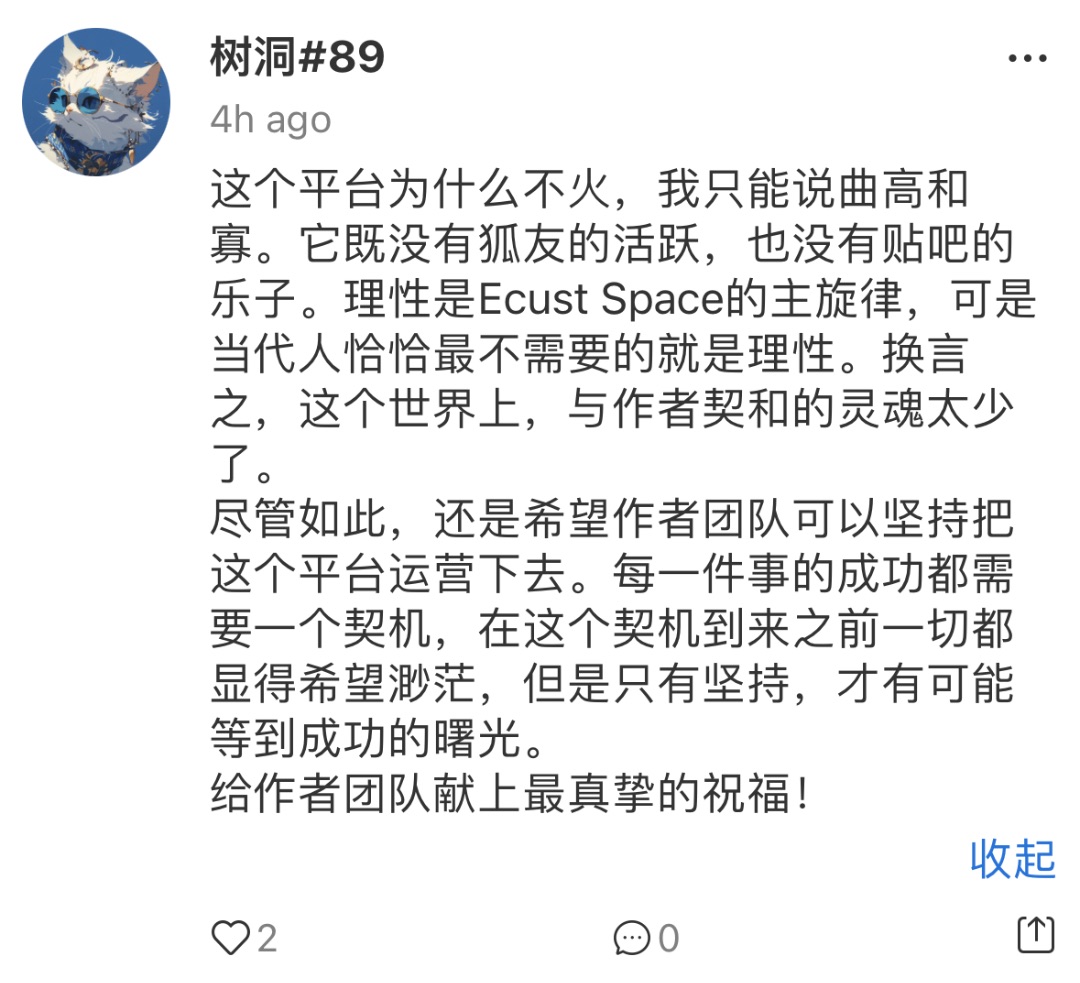 树洞#89
4h ago
这个平台为什么不火，我只能说曲高和
寡。它既没有狐友的活跃，也没有贴吧的
乐子。理性是Ecust Space的主旋律，可是
当代人恰恰最不需要的就是理性。换言
之，这个世界上，与作者契和的灵魂太少
了。
尽管如此，还是希望作者团队可以坚持把
这个平台运营下去。每一件事的成功都需
要一个契机，在这个契机到来之前一切都
显得希望渺茫，但是只有坚持，才有可能
等到成功的曙光。
给作者团队献上最真挚的祝福！
收起
2
0